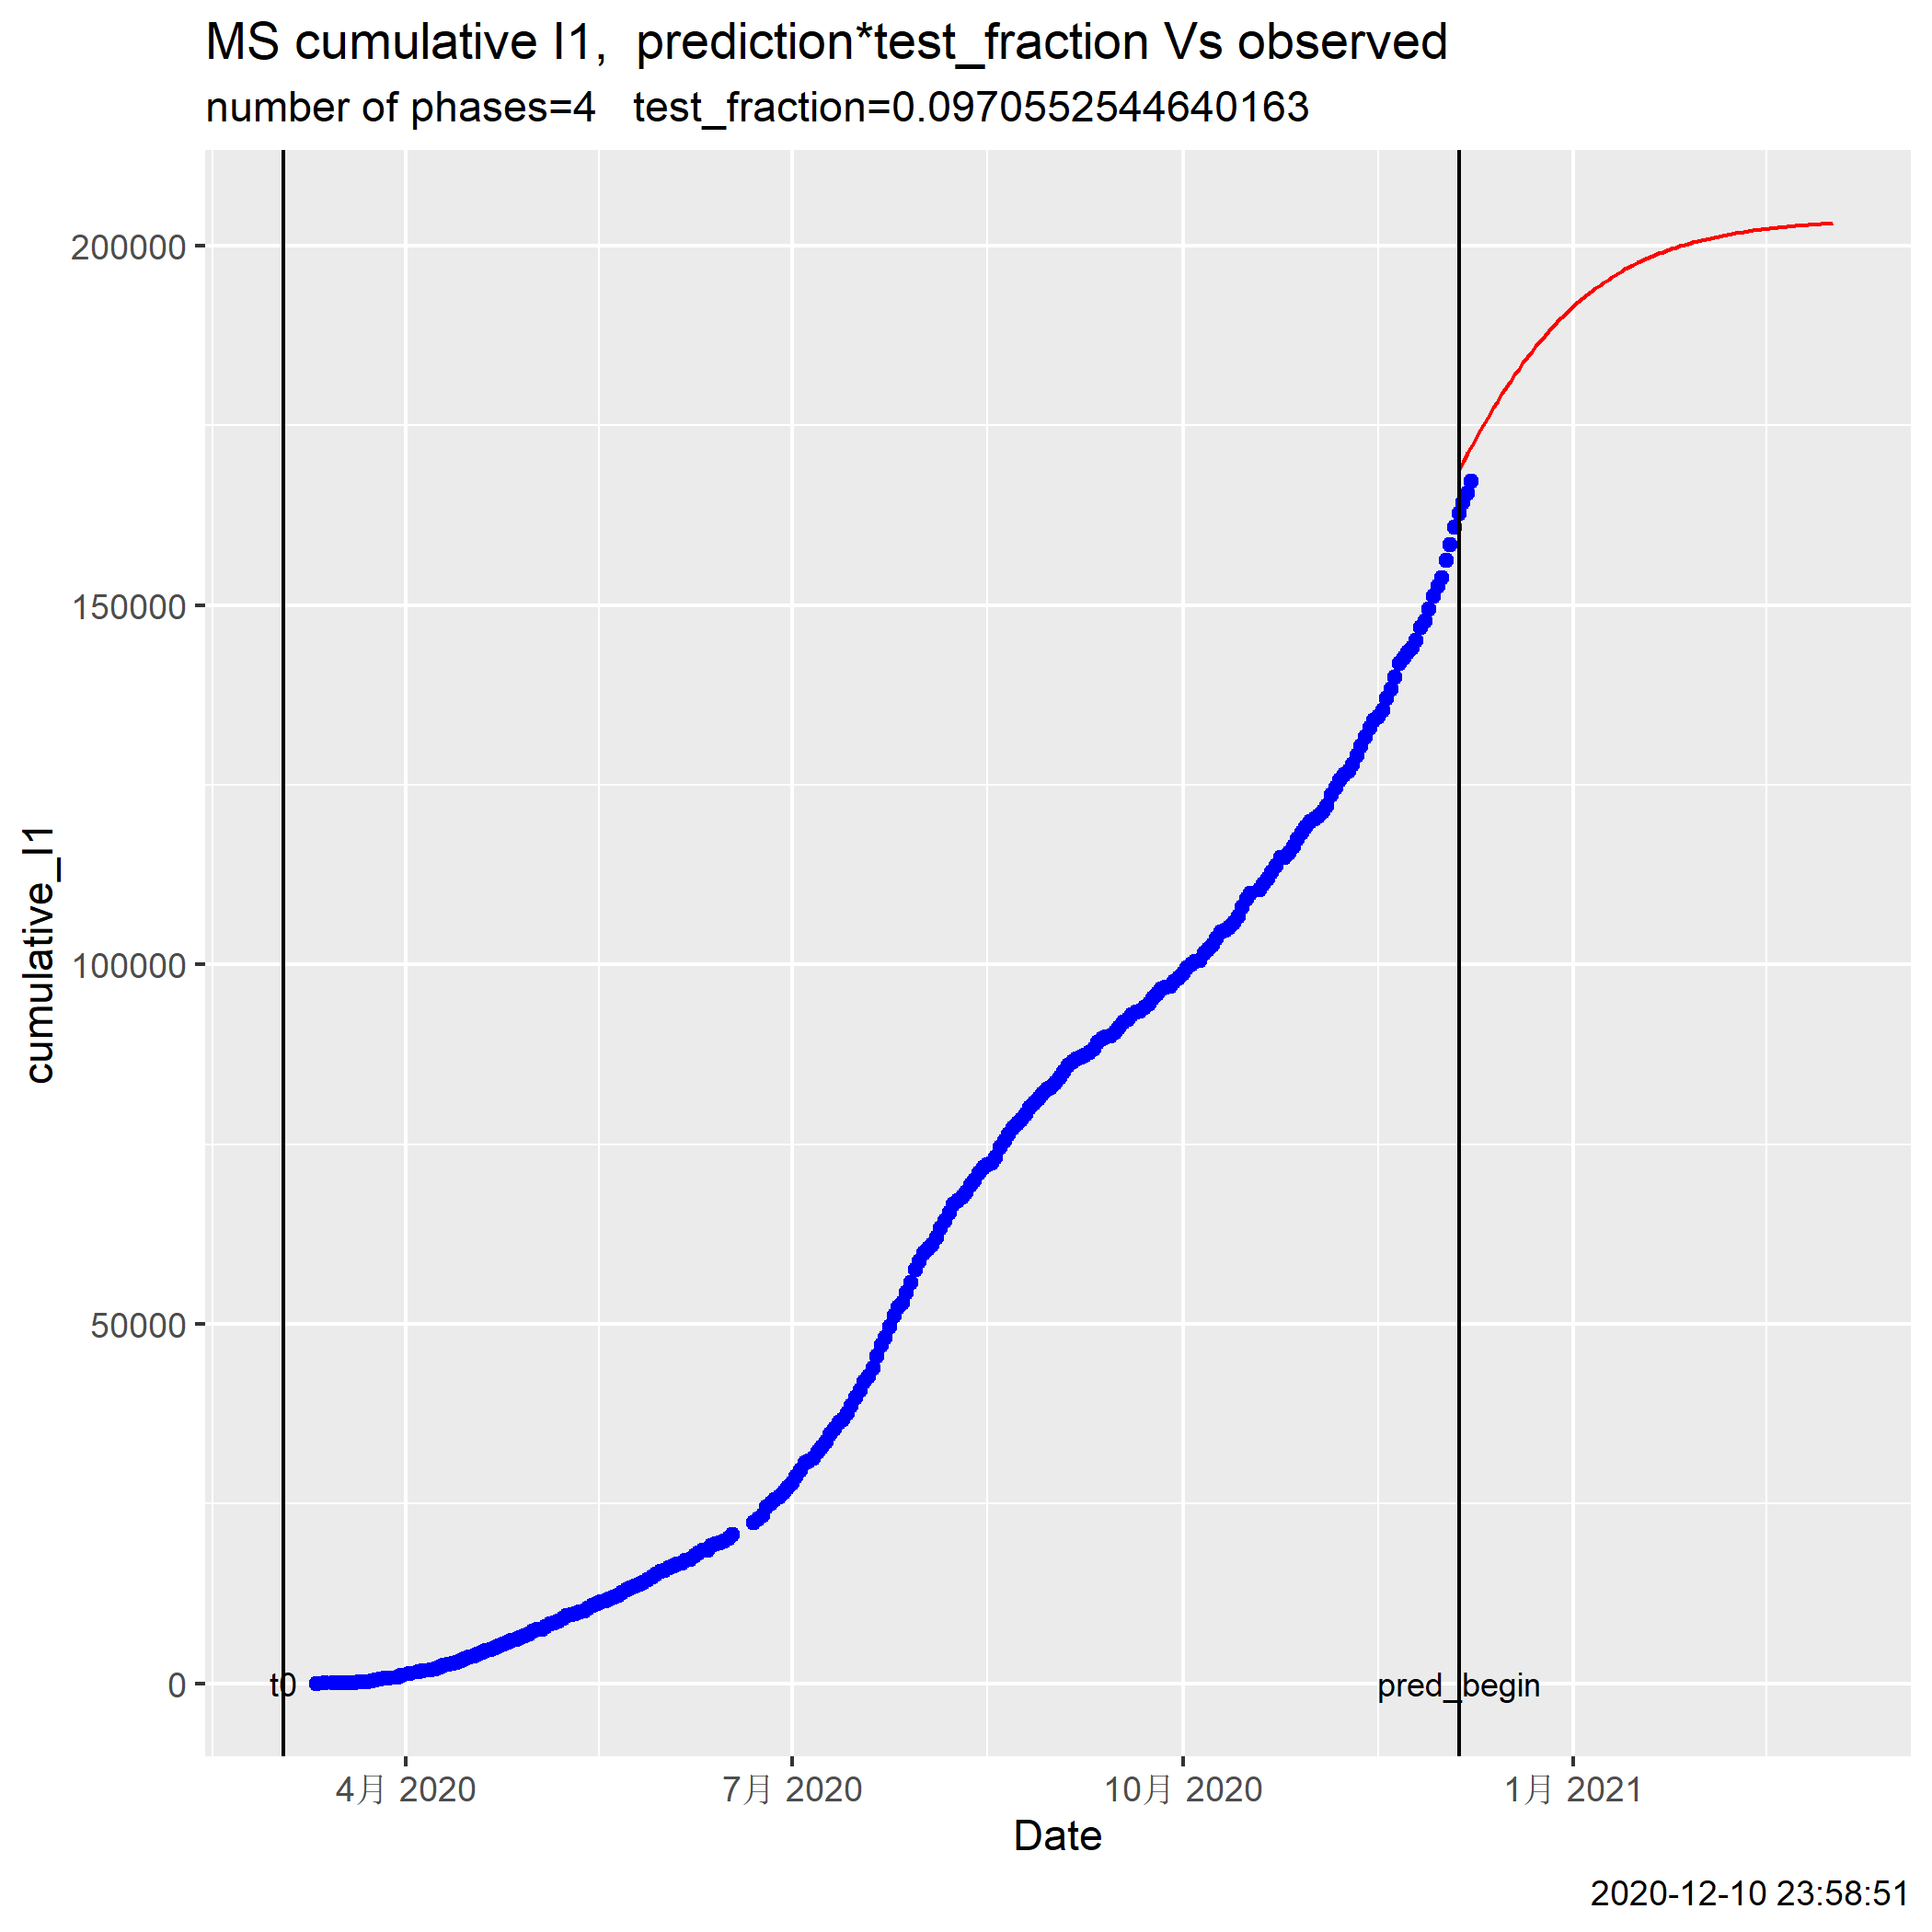 MS cumulative I1,  prediction*test_fraction Vs observed
number of phases=4   test_fraction=0.0970552544640163
cumulative_I1
200000
150000
100000
50000
0
t0
pred_begin
4月 2020
7月 2020
10月 2020
1月 2021
Date
2020-12-10 23:58:51